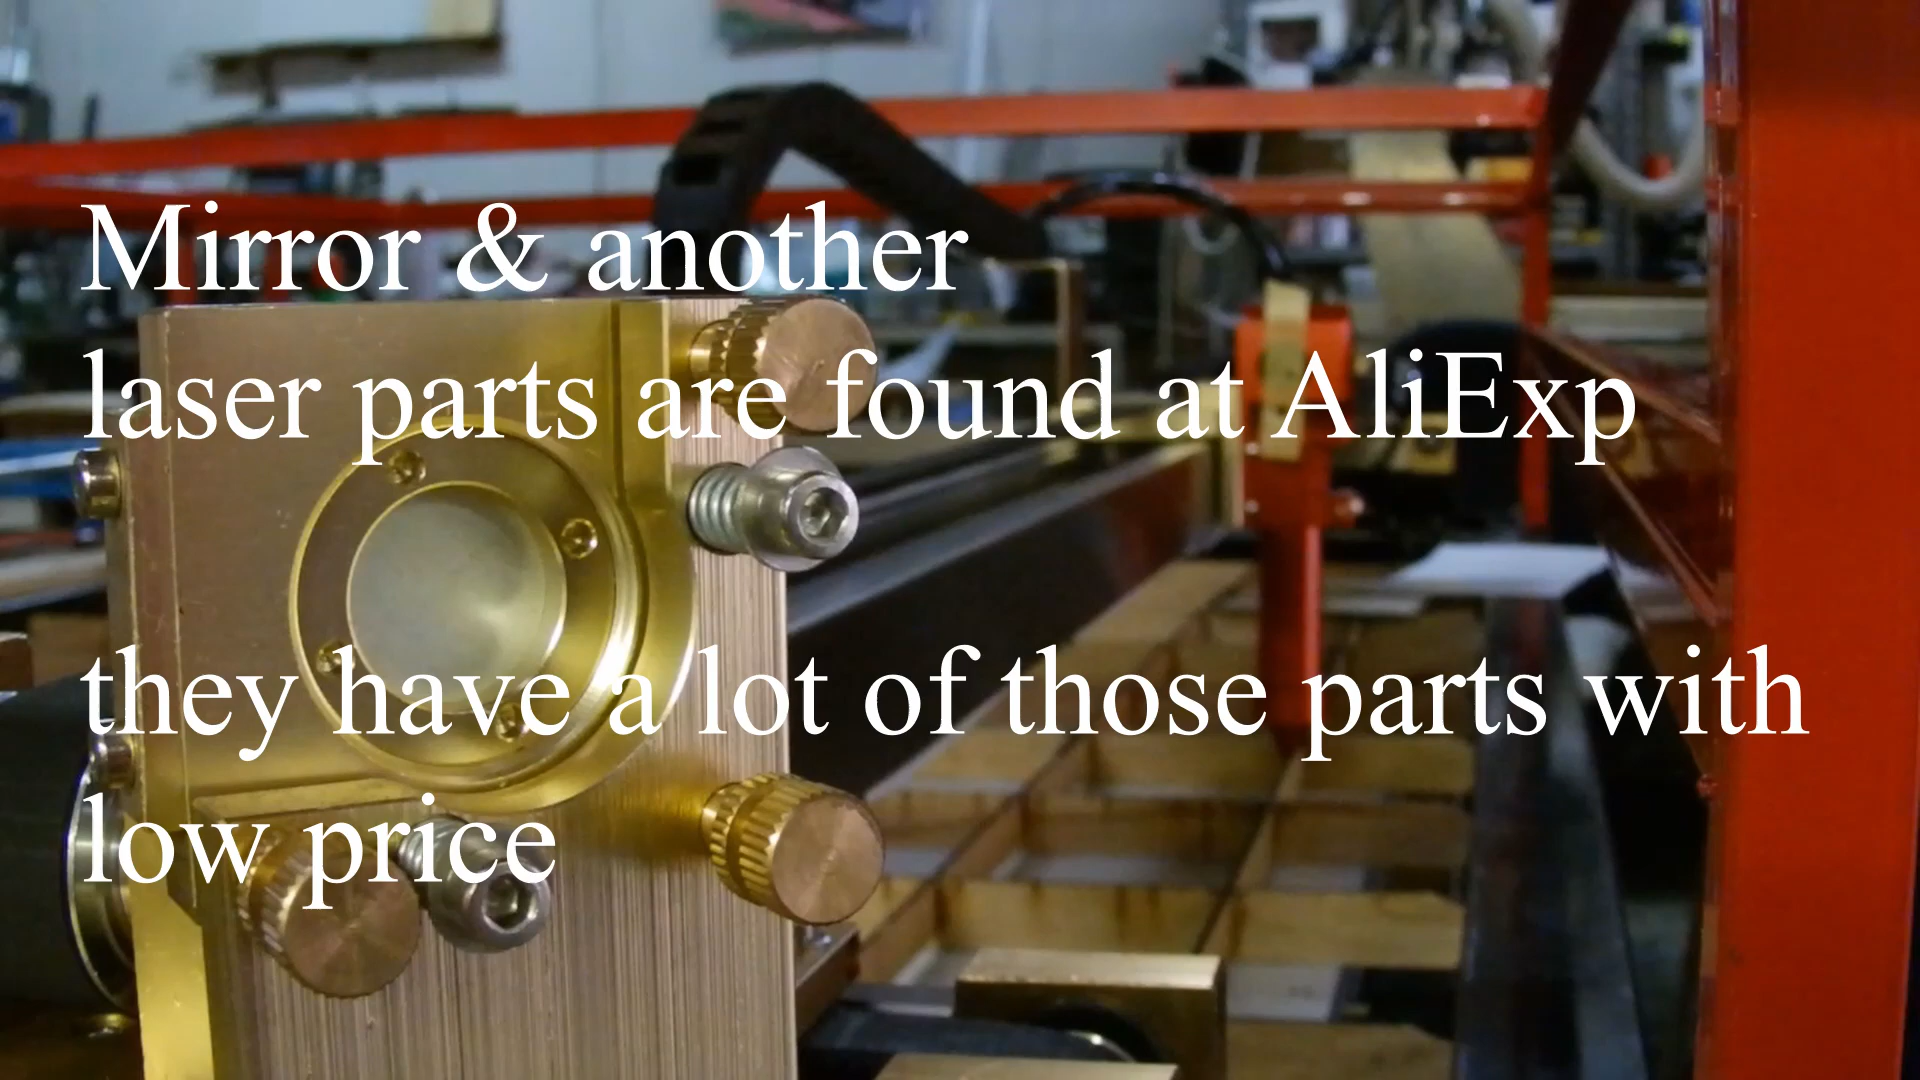 Mirror & another
laser parts are found at AliExp
they have a lot of those parts with
low price